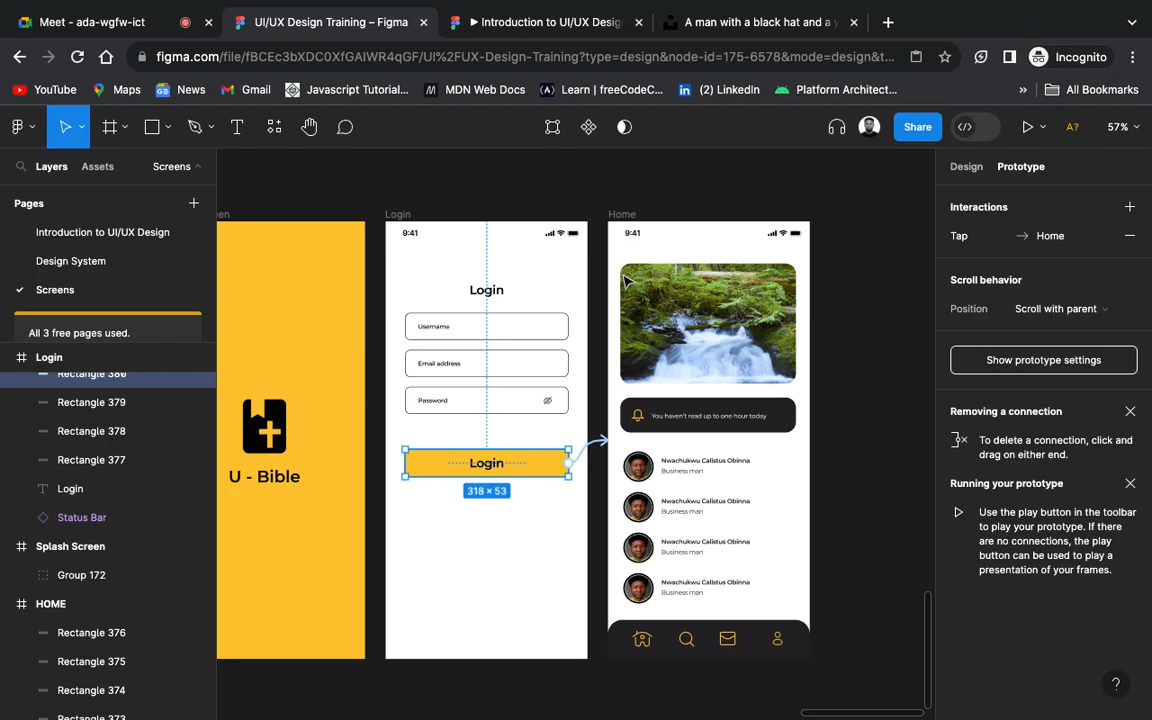 Meet - ada-wgfw-ict
UI/UX Design Training – Figma
Introduction to UI/UX Desig
A man with a black hat and a y
figma.com/file/fBCEc3bXDC0XfGAlWR4qGF/UI%2FUX-Design-Training?type=design&node-id=175-6578&mode=design&t...
Incognito
YouTube
Maps
News
Gmail
Javascript Tutorial...
MDN Web Docs
Learn | freeCodeC...
(2) LinkedIn
Platform Architect...
All Bookmarks
Share
A?
57%
Layers
Assets
Screens
Design
Prototype
Pages
Introduction to UI/UX Design
Design System
Screens
All 3 free pages used.
Login
Rectangle 380
Rectangle 379
Rectangle 378
Rectangle 377
Login
Status Bar
Splash Screen
Group 172
HOME
Rectangle 376
Rectangle 375
Rectangle 374
Rectangle 373
een
U - Bible
Login
9:41
Login
Username
Email address
Password
Login
318 × 53
Home
9:41
You haven't read up to one hour today
Nwachukwu Calistus Obinna
Business man
Nwachukwu Calistus Obinna
Business man
Nwachukwu Calistus Obinna
Business man
Nwachukwu Calistus Obinna
Business man
Interactions
Tap
Home
Scroll behavior
Position
Scroll with parent
Show prototype settings
Removing a connection
To delete a connection, click and
drag on either end.
Running your prototype
Use the play button in the toolbar
to play your prototype. If there
are no connections, the play
button can be used to play a
presentation of your frames.
?